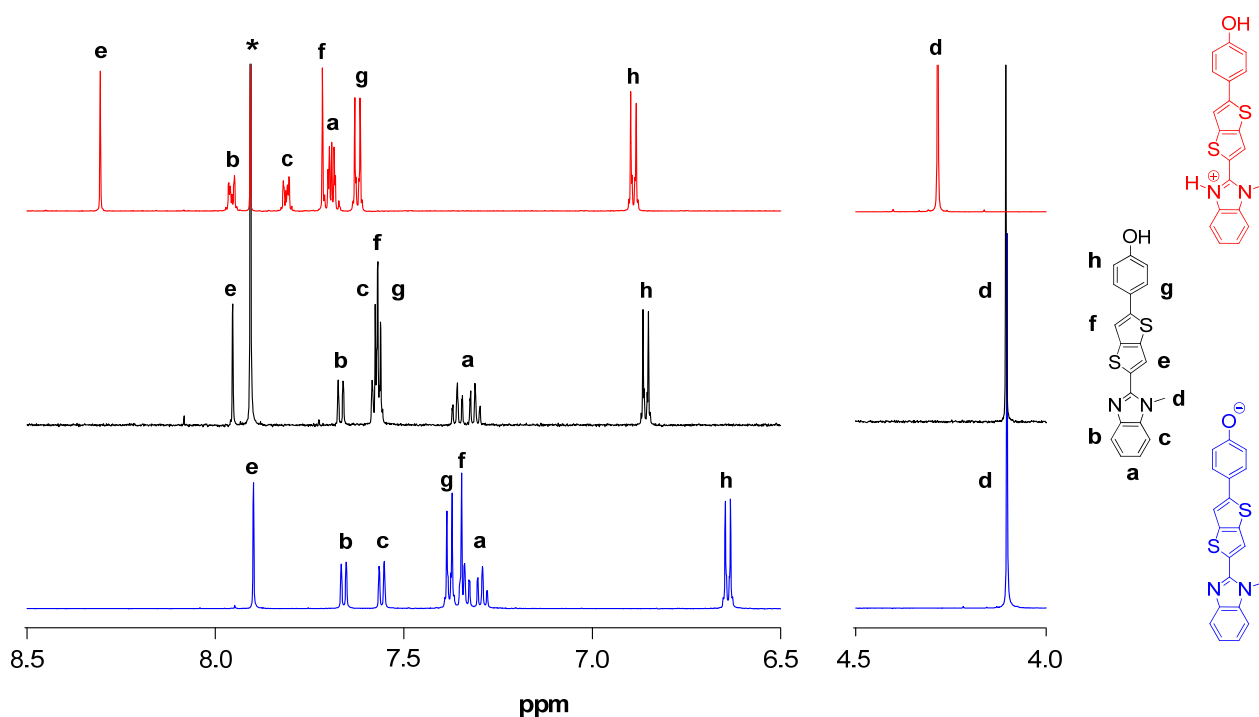 e * f g a b c h d
e b c f g a h d
e b c g f a h d
8.5 8.0 7.5 7.0 6.5 4.5 4.0
ppm
OH
S
S
H N⊕ N
OH
h
g
f S
S e
N N d
b c
a
O⊖
S
S
N N